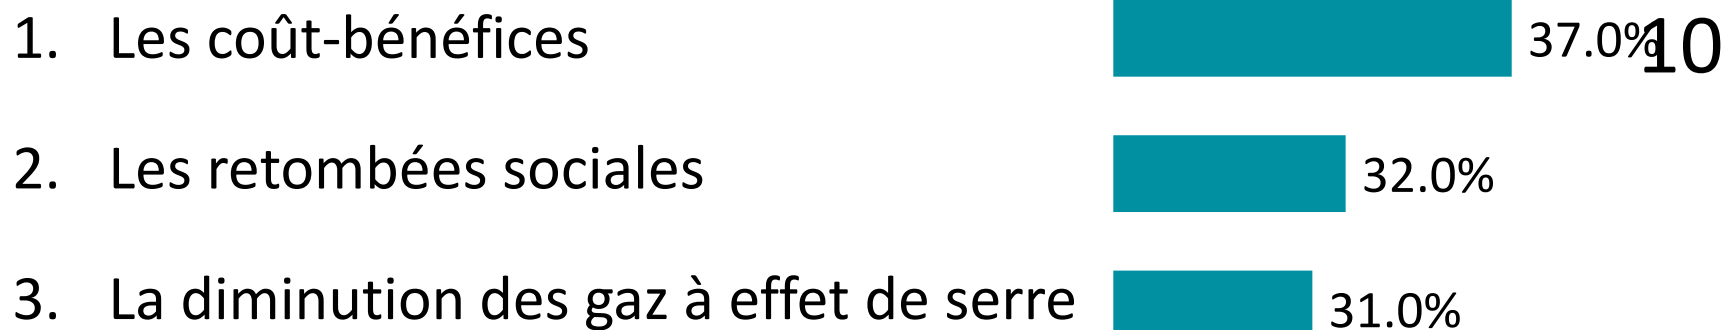 1. Les coût-bénéfices 37.0% 10
2. Les retombées sociales 32.0%
3. La diminution des gaz à effet de serre 31.0%